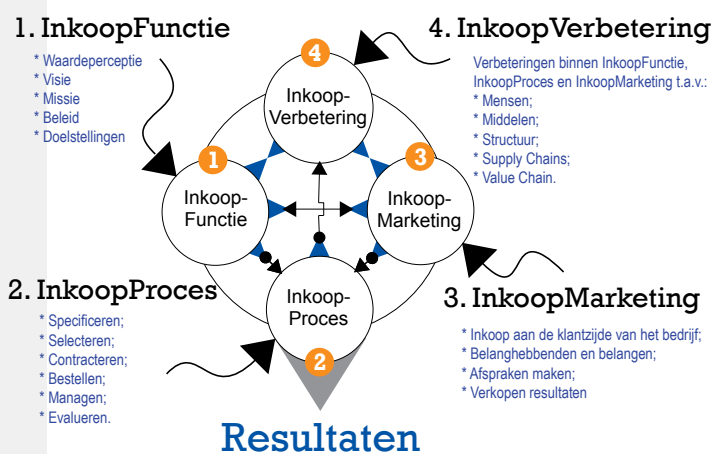 1. InkoopFunctie
* Waardeperceptie
* Visie
* Missie
* Beleid
* Doelstellingen
4. InkoopVerbetering
Verbeteringen binnen InkoopFunctie,
InkoopProces en InkoopMarketing t.a.v.:
* Mensen;
* Middelen;
* Structuur;
* Supply Chains;
* Value Chain.
4
Inkoop-
Verbetering
1
Inkoop-
Functie
3
Inkoop-
Marketing
Inkoop-
Proces
2
2. InkoopProces
* Specificeren;
* Selecteren;
* Contracteren;
* Bestellen;
* Managen;
* Evalueren.
3. InkoopMarketing
* Inkoop aan de klantzijde van het bedrijf;
* Belanghebbenden en belangen;
* Afspraken maken;
* Verkopen resultaten
Resultaten